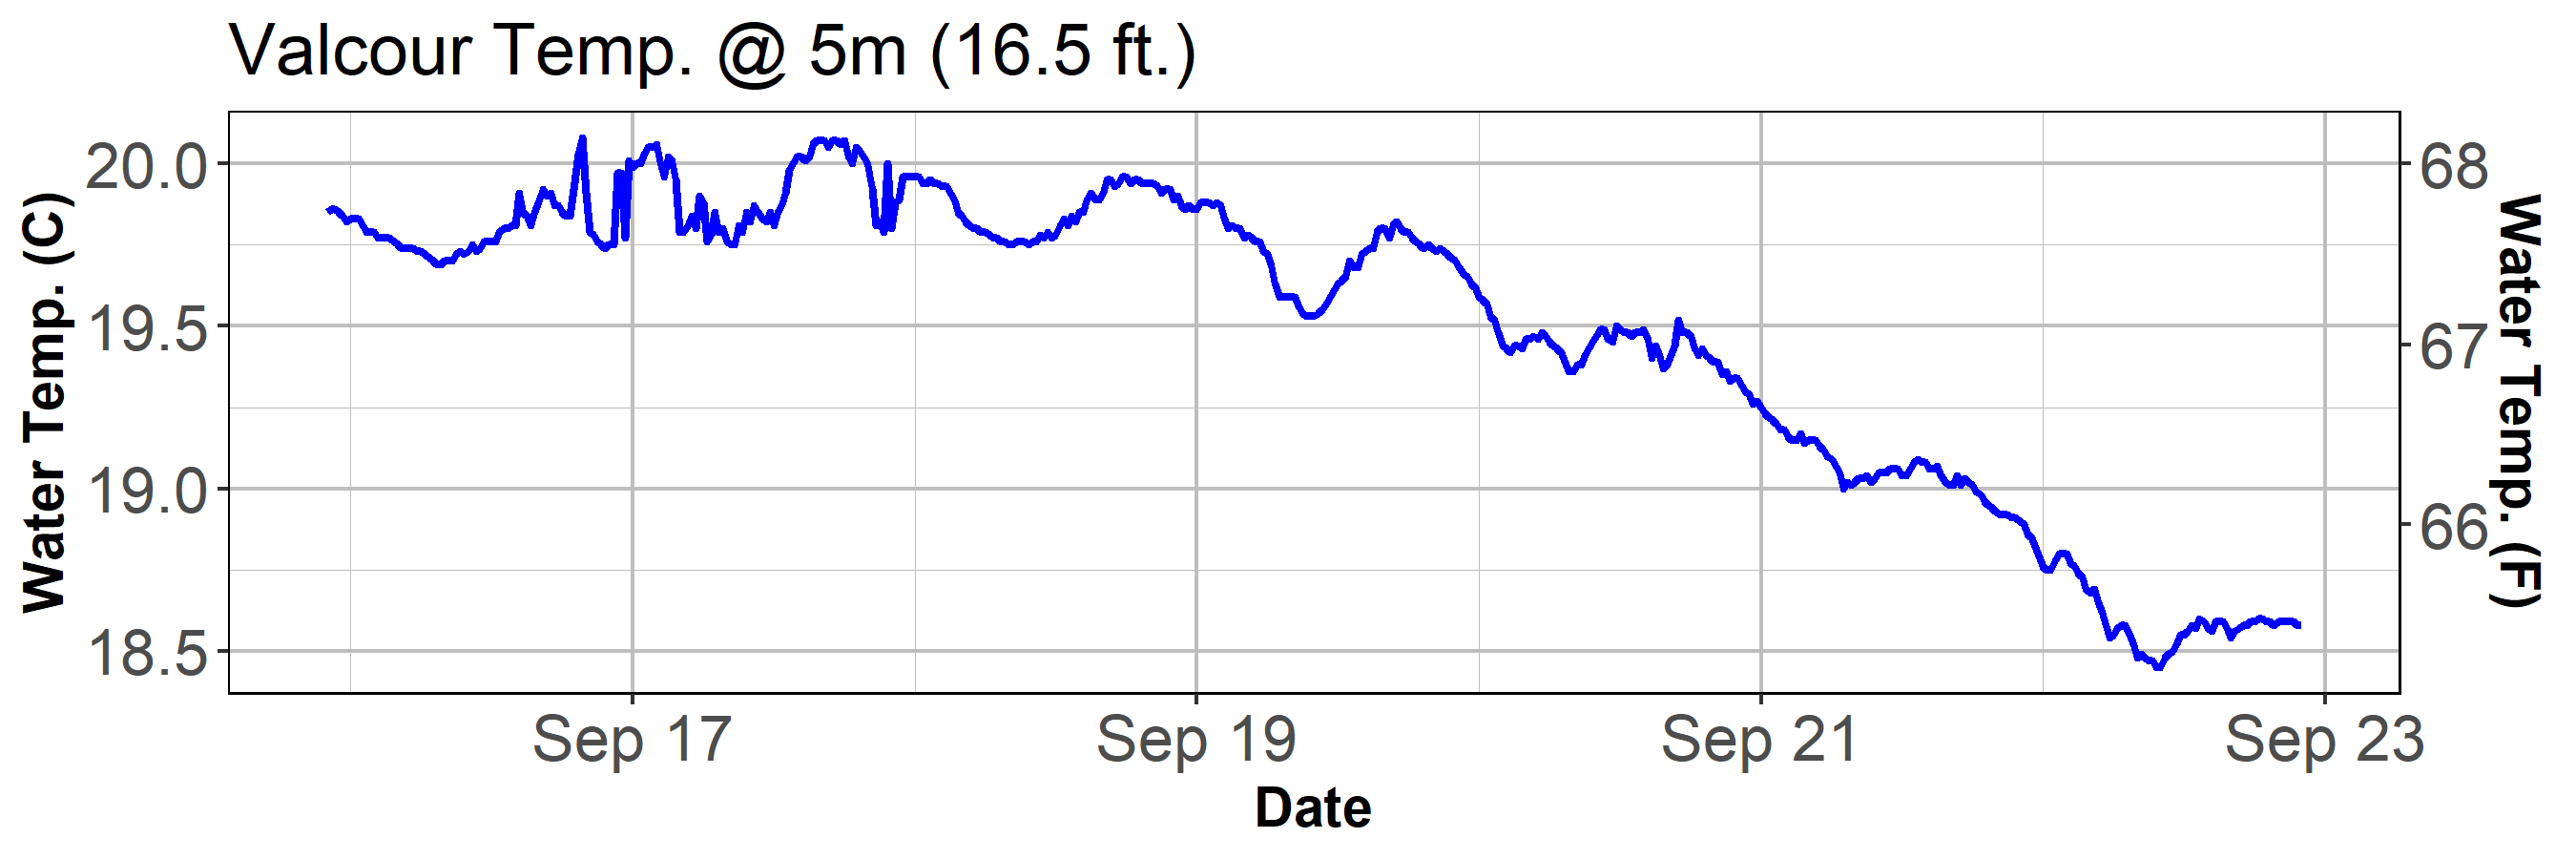 Valcour Temp. @ 5m (16.5 ft.)
Water Temp. (C)
20.0
19.5
19.0
18.5
68
67
66
Water Temp. (F)
Sep 17 Sep 19 Sep 21 Sep 23
Date